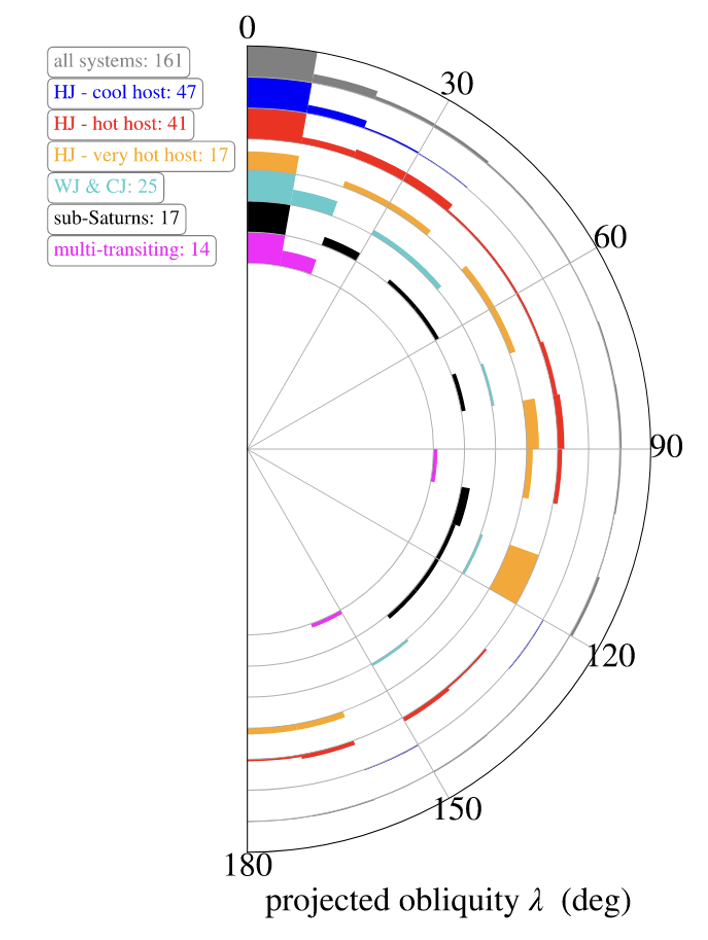 0
all systems: 161
HJ - cool host: 47
HJ - hot host: 41
HJ - very hot host: 17
WJ & CJ: 25
sub-Saturns: 17
multi-transiting: 14
30
60
90
120
150
180
projected obliquity λ (deg)